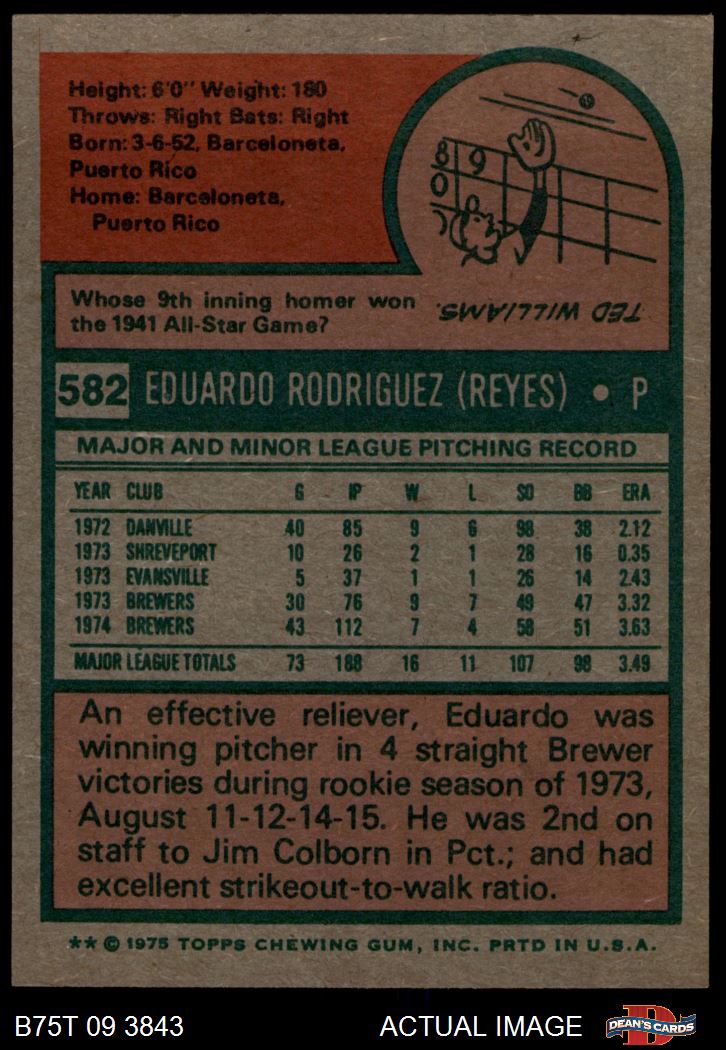 Height: 6'0" Weight: 180
Throws: Right Bats: Right
Born: 3-6-52, Barceloneta,
Puerto Rico
Home: Barceloneta,
Puerto Rico
8 9
0
Whose 9th inning homer won
the 1941 All-Star Game?
TED WILLIAMS.
582 EDUARDO RODRIGUEZ (REYES) • P
MAJOR AND MINOR LEAGUE PITCHING RECORD
YEAR CLUB G IP W L SO BB ERA
1972 DANVILLE 40 85 9 6 98 38 2.12
1973 SHREVEPORT 10 26 2 1 28 16 0.35
1973 EVANSVILLE 5 37 1 1 26 14 2.43
1973 BREWERS 30 76 9 7 49 47 3.32
1974 BREWERS 43 112 7 4 58 51 3.63
MAJOR LEAGUE TOTALS 73 188 16 11 107 98 3.49
An effective reliever, Eduardo was
winning pitcher in 4 straight Brewer
victories during rookie season of 1973,
August 11-12-14-15. He was 2nd on
staff to Jim Colborn in Pct.; and had
excellent strikeout-to-walk ratio.
** © 1975 TOPPS CHEWING GUM, INC. PRTD IN U.S.A.
B75T 09 3843
ACTUAL IMAGE
D
DEAN'S CARDS